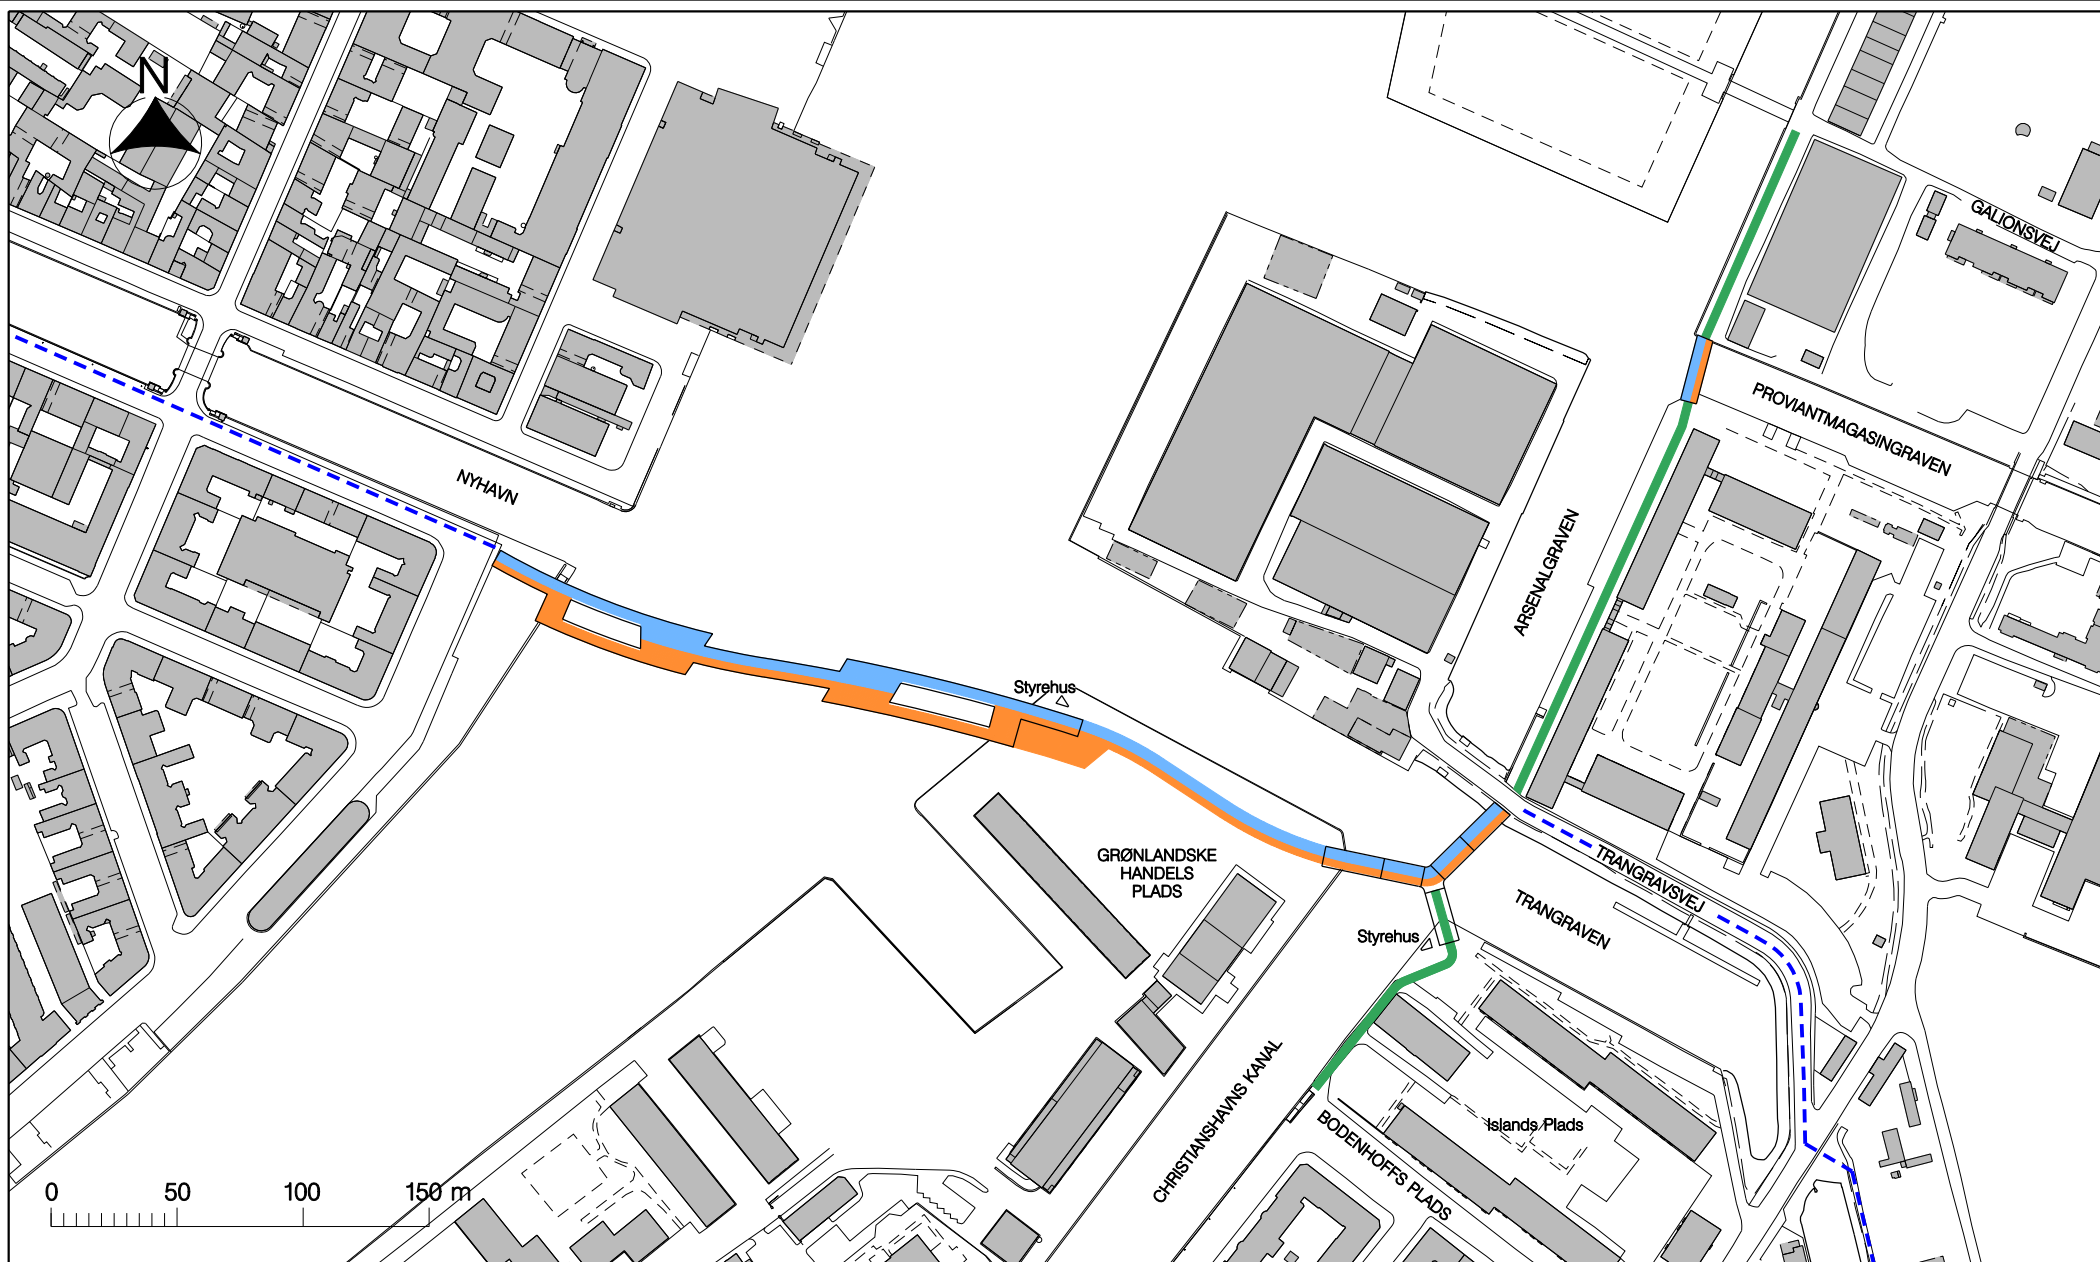 N
GALIONSVEJ
PROVIANTMAGASINGRAVEN
NYHAVN
ARSENALGRAVEN
Styrehus
GRØNLANDSKE
HANDELS
PLADS
TRANGRAVSVEJ
TRANGRAVEN
Styrehus
CHRISTIANSHAVNS KANAL
Islands Plads
BODENHOFFS PLADS
0 50 100 150 m